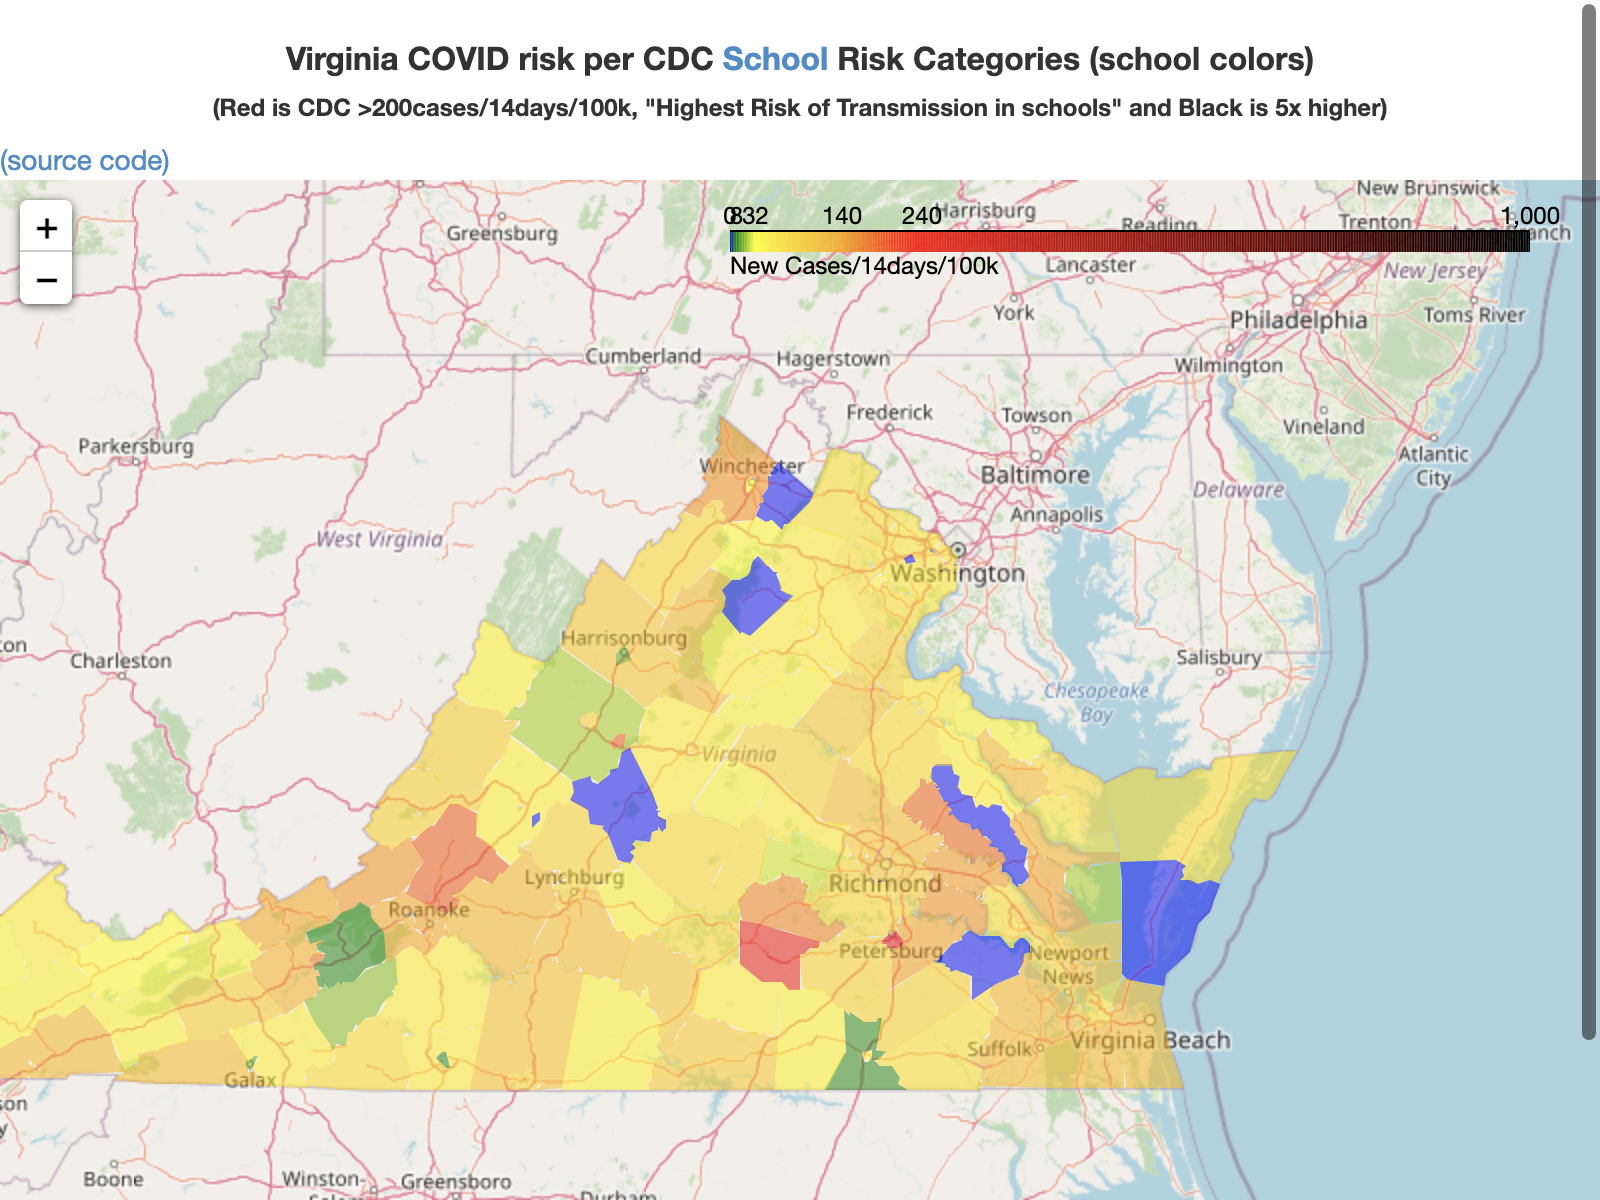 Virginia COVID risk per CDC School Risk Categories (school colors)
(Red is CDC >200cases/14days/100k, "Highest Risk of Transmission in schools" and Black is 5x higher)
(source code)
+
−
0 8 32 140 240 1,000
New Cases/14days/100k
New Brunswick
Harrisburg
Reading
Trenton
Greensburg
Lancaster
New Jersey
York
Philadelphia
Toms River
Cumberland
Hagerstown
Wilmington
Frederick
Towson
Vineland
Parkersburg
Atlantic
City
Winchester
Baltimore
Delaware
Annapolis
West Virginia
Washington
Harrisonburg
Charleston
Salisbury
Chesapeake
Bay
Virginia
Lynchburg
Richmond
Roanoke
Petersburg
Newport
News
Suffolk
Virginia Beach
Galax
Boone
Winston-
Greensboro
Durham